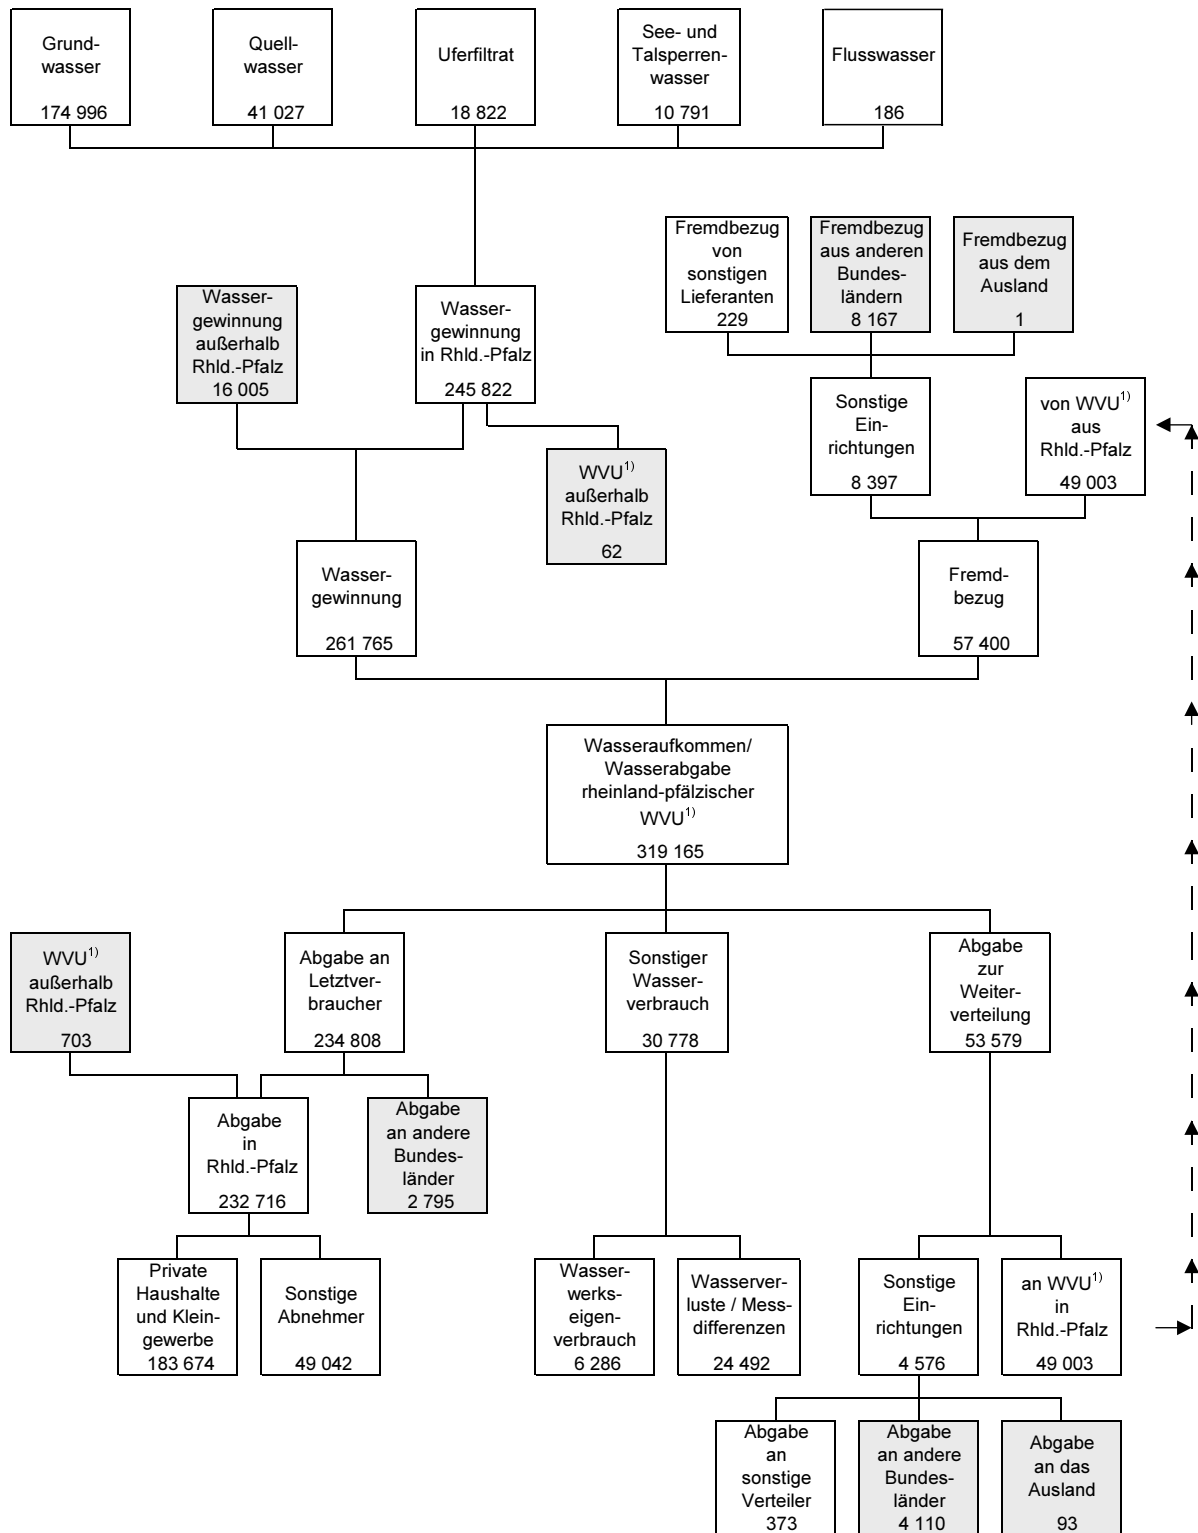 Grund-
wasser
174 996
Quell-
wasser
41 027
Uferfiltrat
18 822
See- und
Talsperren-
wasser
10 791
Flusswasser
186
Fremdbezug
von
sonstigen
Lieferanten
229
Fremdbezug
aus anderen
Bundes-
ländern
8 167
Fremdbezug
aus dem
Ausland
1
Wasser-
gewinnung
außerhalb
Rhld.-Pfalz
16 005
Wasser-
gewinnung
in Rhld.-Pfalz
245 822
Sonstige
Ein-
richtungen
8 397
von WVU1)
aus
Rhld.-Pfalz
49 003
WVU1)
außerhalb
Rhld.-Pfalz
62
Wasser-
gewinnung
261 765
Fremd-
bezug
57 400
Wasseraufkommen/
Wasserabgabe
rheinland-pfälzischer
WVU1)
319 165
WVU1)
außerhalb
Rhld.-Pfalz
703
Abgabe an
Letztver-
braucher
234 808
Sonstiger
Wasser-
verbrauch
30 778
Abgabe
zur
Weiter-
verteilung
53 579
Abgabe
in
Rhld.-Pfalz
232 716
Abgabe
an andere
Bundes-
länder
2 795
Private
Haushalte
und Klein-
gewerbe
183 674
Sonstige
Abnehmer
49 042
Wasser-
werks-
eigen-
verbrauch
6 286
Wasserver-
luste / Mess-
differenzen
24 492
Sonstige
Ein-
richtungen
4 576
an WVU1)
in
Rhld.-Pfalz
49 003
Abgabe
an
sonstige
Verteiler
373
Abgabe
an andere
Bundes-
länder
4 110
Abgabe
an das
Ausland
93